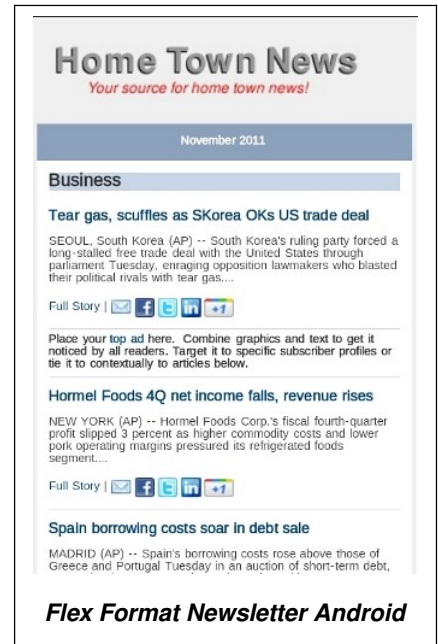 Home Town News
Your source for home town news!
November 2011
Business
Tear gas, scuffles as SKorea OKs US trade deal
SEOUL, South Korea (AP) -- South Korea's ruling party forced a
long-stalled free trade deal with the United States through
parliament Tuesday, enraging opposition lawmakers who blasted
their political rivals with tear gas....
Full Story | f t in +1
Place your top ad here. Combine graphics and text to get it
noticed by all readers. Target it to specific subscriber profiles or
tie it to contextually to articles below.
Hormel Foods 4Q net income falls, revenue rises
NEW YORK (AP) -- Hormel Foods Corp.'s fiscal fourth-quarter
profit slipped 3 percent as higher commodity costs and lower
pork operating margins pressured its refrigerated foods
segment....
Full Story | f t in +1
Spain borrowing costs soar in debt sale
MADRID (AP) -- Spain's borrowing costs rose above those of
Greece and Portugal Tuesday in an auction of short-term debt,
Flex Format Newsletter Android